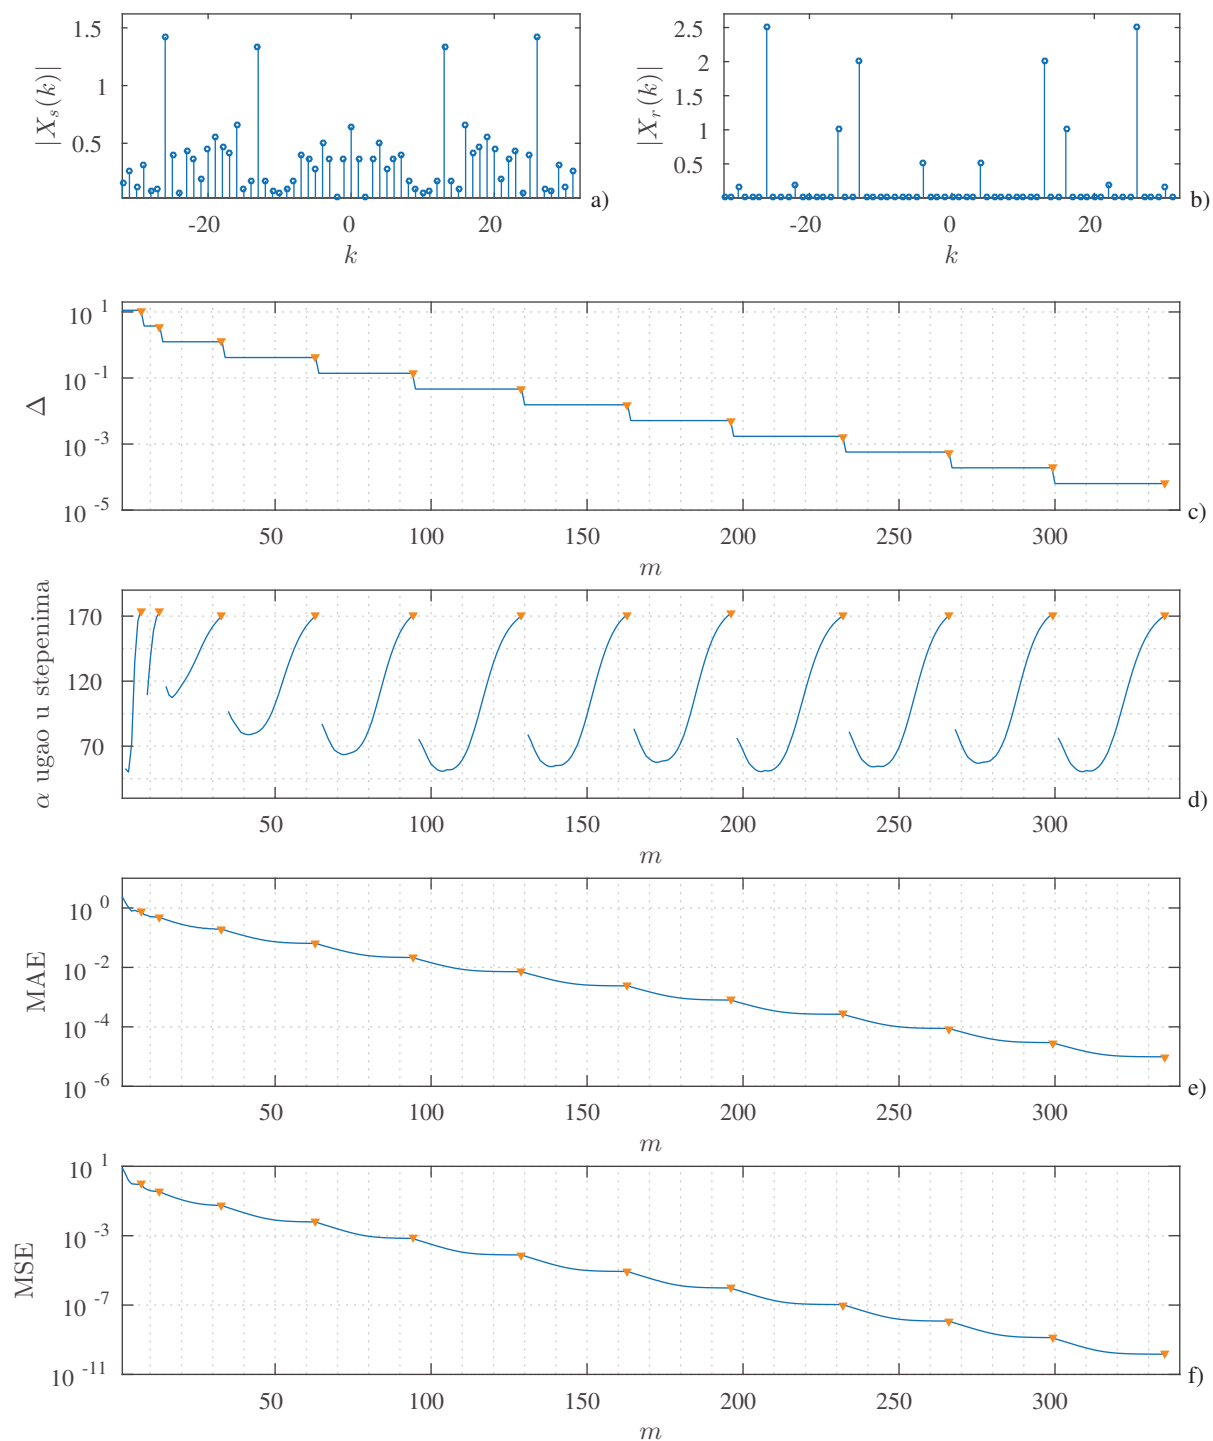 |X_s(k)|
1.5
1
0.5
-20 0 20
k
a)
|X_r(k)|
2.5
2
1.5
1
0.5
-20 0 20
k
b)
Δ
10^1
10^-1
10^-3
10^-5
50 100 150 200 250 300
m
c)
α ugao u stepenima
170
120
70
50 100 150 200 250 300
m
d)
MAE
10^0
10^-2
10^-4
10^-6
50 100 150 200 250 300
m
e)
MSE
10^1
10^-3
10^-7
10^-11
50 100 150 200 250 300
m
f)